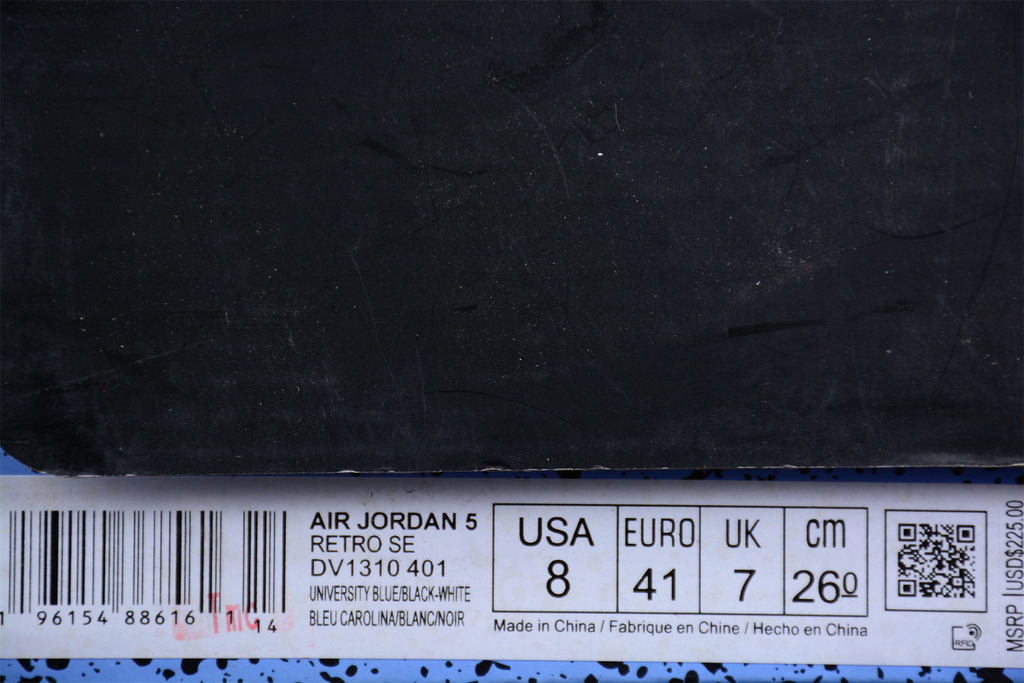 AIR JORDAN 5
RETRO SE
DV1310 401
UNIVERSITY BLUE/BLACK-WHITE
BLEU CAROLINA/BLANC/NOIR
USA EURO UK cm
8 41 7 26⁰
Made in China / Fabrique en Chine / Hecho en China
1 96154 88616 1 14
RFID
MSRP USD$225.00